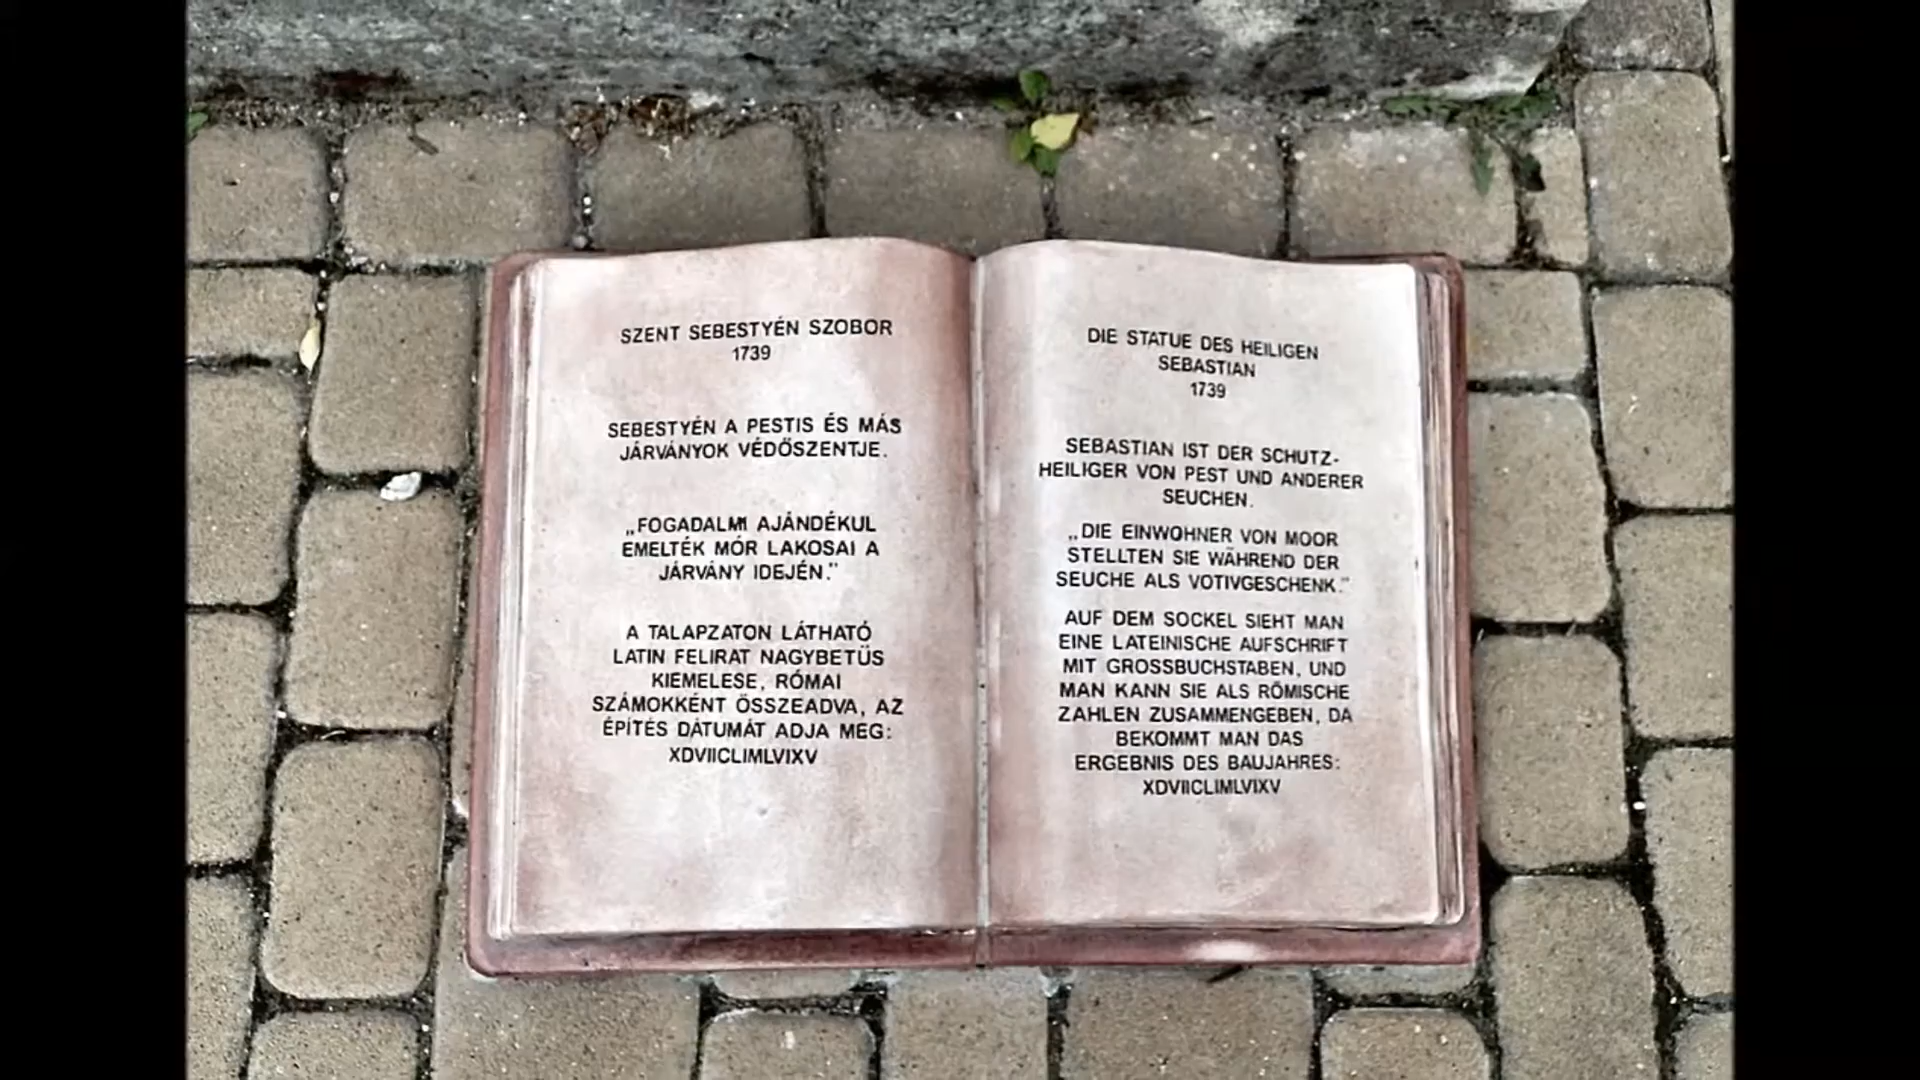 SZENT SEBESTYÉN SZOBOR
1739
SEBESTYÉN A PESTIS ÉS MÁS
JÁRVÁNYOK VÉDŐSZENTJE.
„FOGADALMI AJÁNDÉKUL
EMELTÉK MÓR LAKOSAI A
JÁRVÁNY IDEJÉN.”
A TALAPZATON LÁTHATÓ
LATIN FELIRAT NAGYBETŰS
KIEMELESE, RÓMAI
SZÁMOKKÉNT ÖSSZEADVA, AZ
ÉPÍTÉS DÁTUMÁT ADJA MEG:
XDVIICLIMLVIXV
DIE STATUE DES HEILIGEN
SEBASTIAN
1739
SEBASTIAN IST DER SCHUTZ-
HEILIGER VON PEST UND ANDERER
SEUCHEN.
„DIE EINWOHNER VON MOOR
STELLTEN SIE WÄHREND DER
SEUCHE ALS VOTIVGESCHENK.”
AUF DEM SOCKEL SIEHT MAN
EINE LATEINISCHE AUFSCHRIFT
MIT GROSSBUCHSTABEN, UND
MAN KANN SIE ALS RÖMISCHE
ZAHLEN ZUSAMMENGEBEN, DA
BEKOMMT MAN DAS
ERGEBNIS DES BAUJAHRES:
XDVIICLIMLVIXV